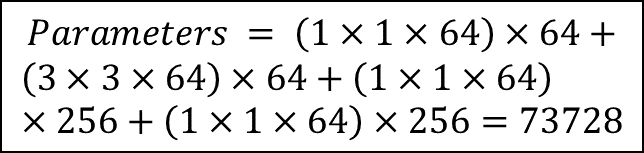 Parameters = (1 × 1 × 64) × 64 +
(3 × 3 × 64) × 64 + (1 × 1 × 64)
× 256 + (1 × 1 × 64) × 256 = 73728